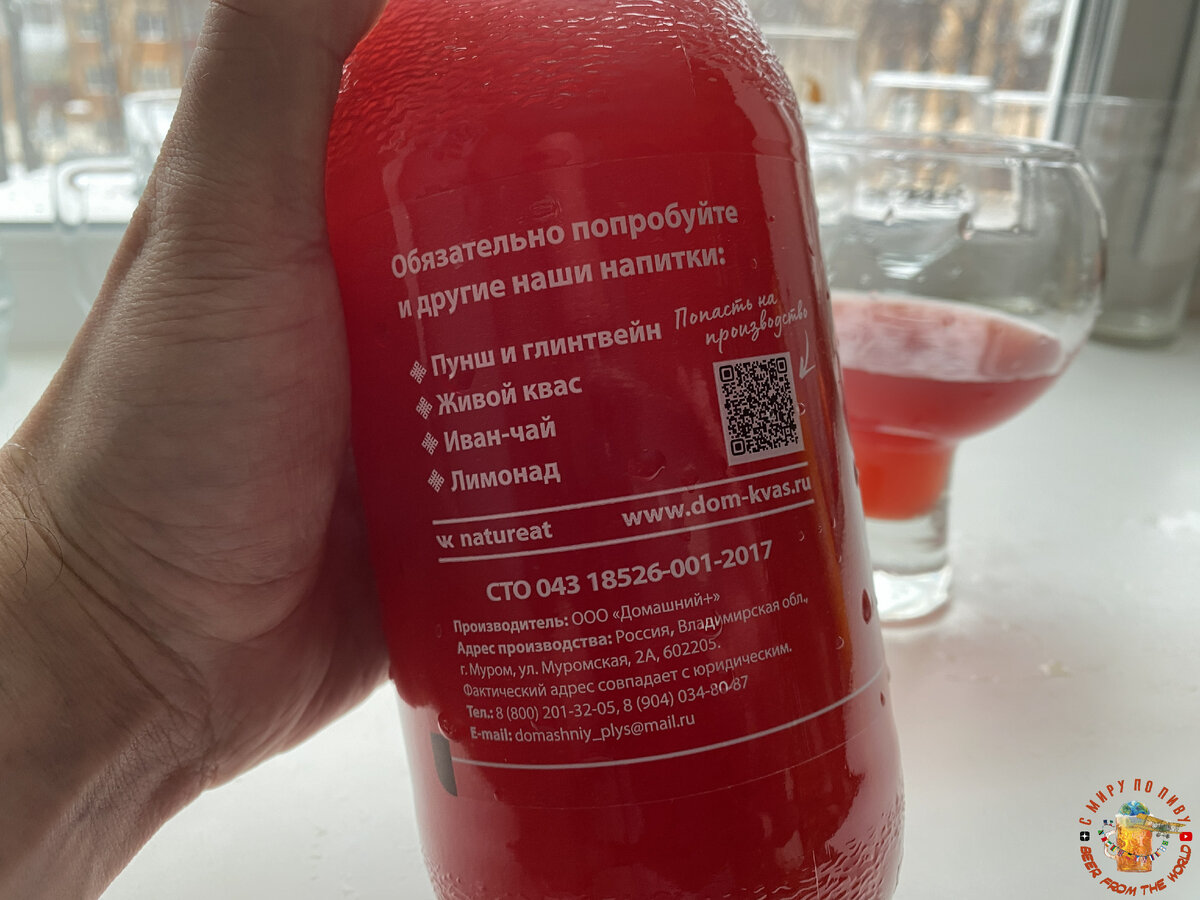 Обязательно попробуйте
и другие наши напитки:
Попасть на
производство
Пунш и глинтвейн
Живой квас
Иван-чай
Лимонад
natureat
www.dom-kvas.ru
СТО 043 18526-001-2017
Производитель: ООО «Домашний+»
Адрес производства: Россия, Владимирская обл.,
г. Муром, ул. Муромская, 2А, 602205.
Фактический адрес совпадает с юридическим.
Тел.: 8 (800) 201-32-05, 8 (904) 034-80-87
E-mail: domashniy_plys@mail.ru
С МИРУ ПО ПИВУ
BEER FROM THE WORLD